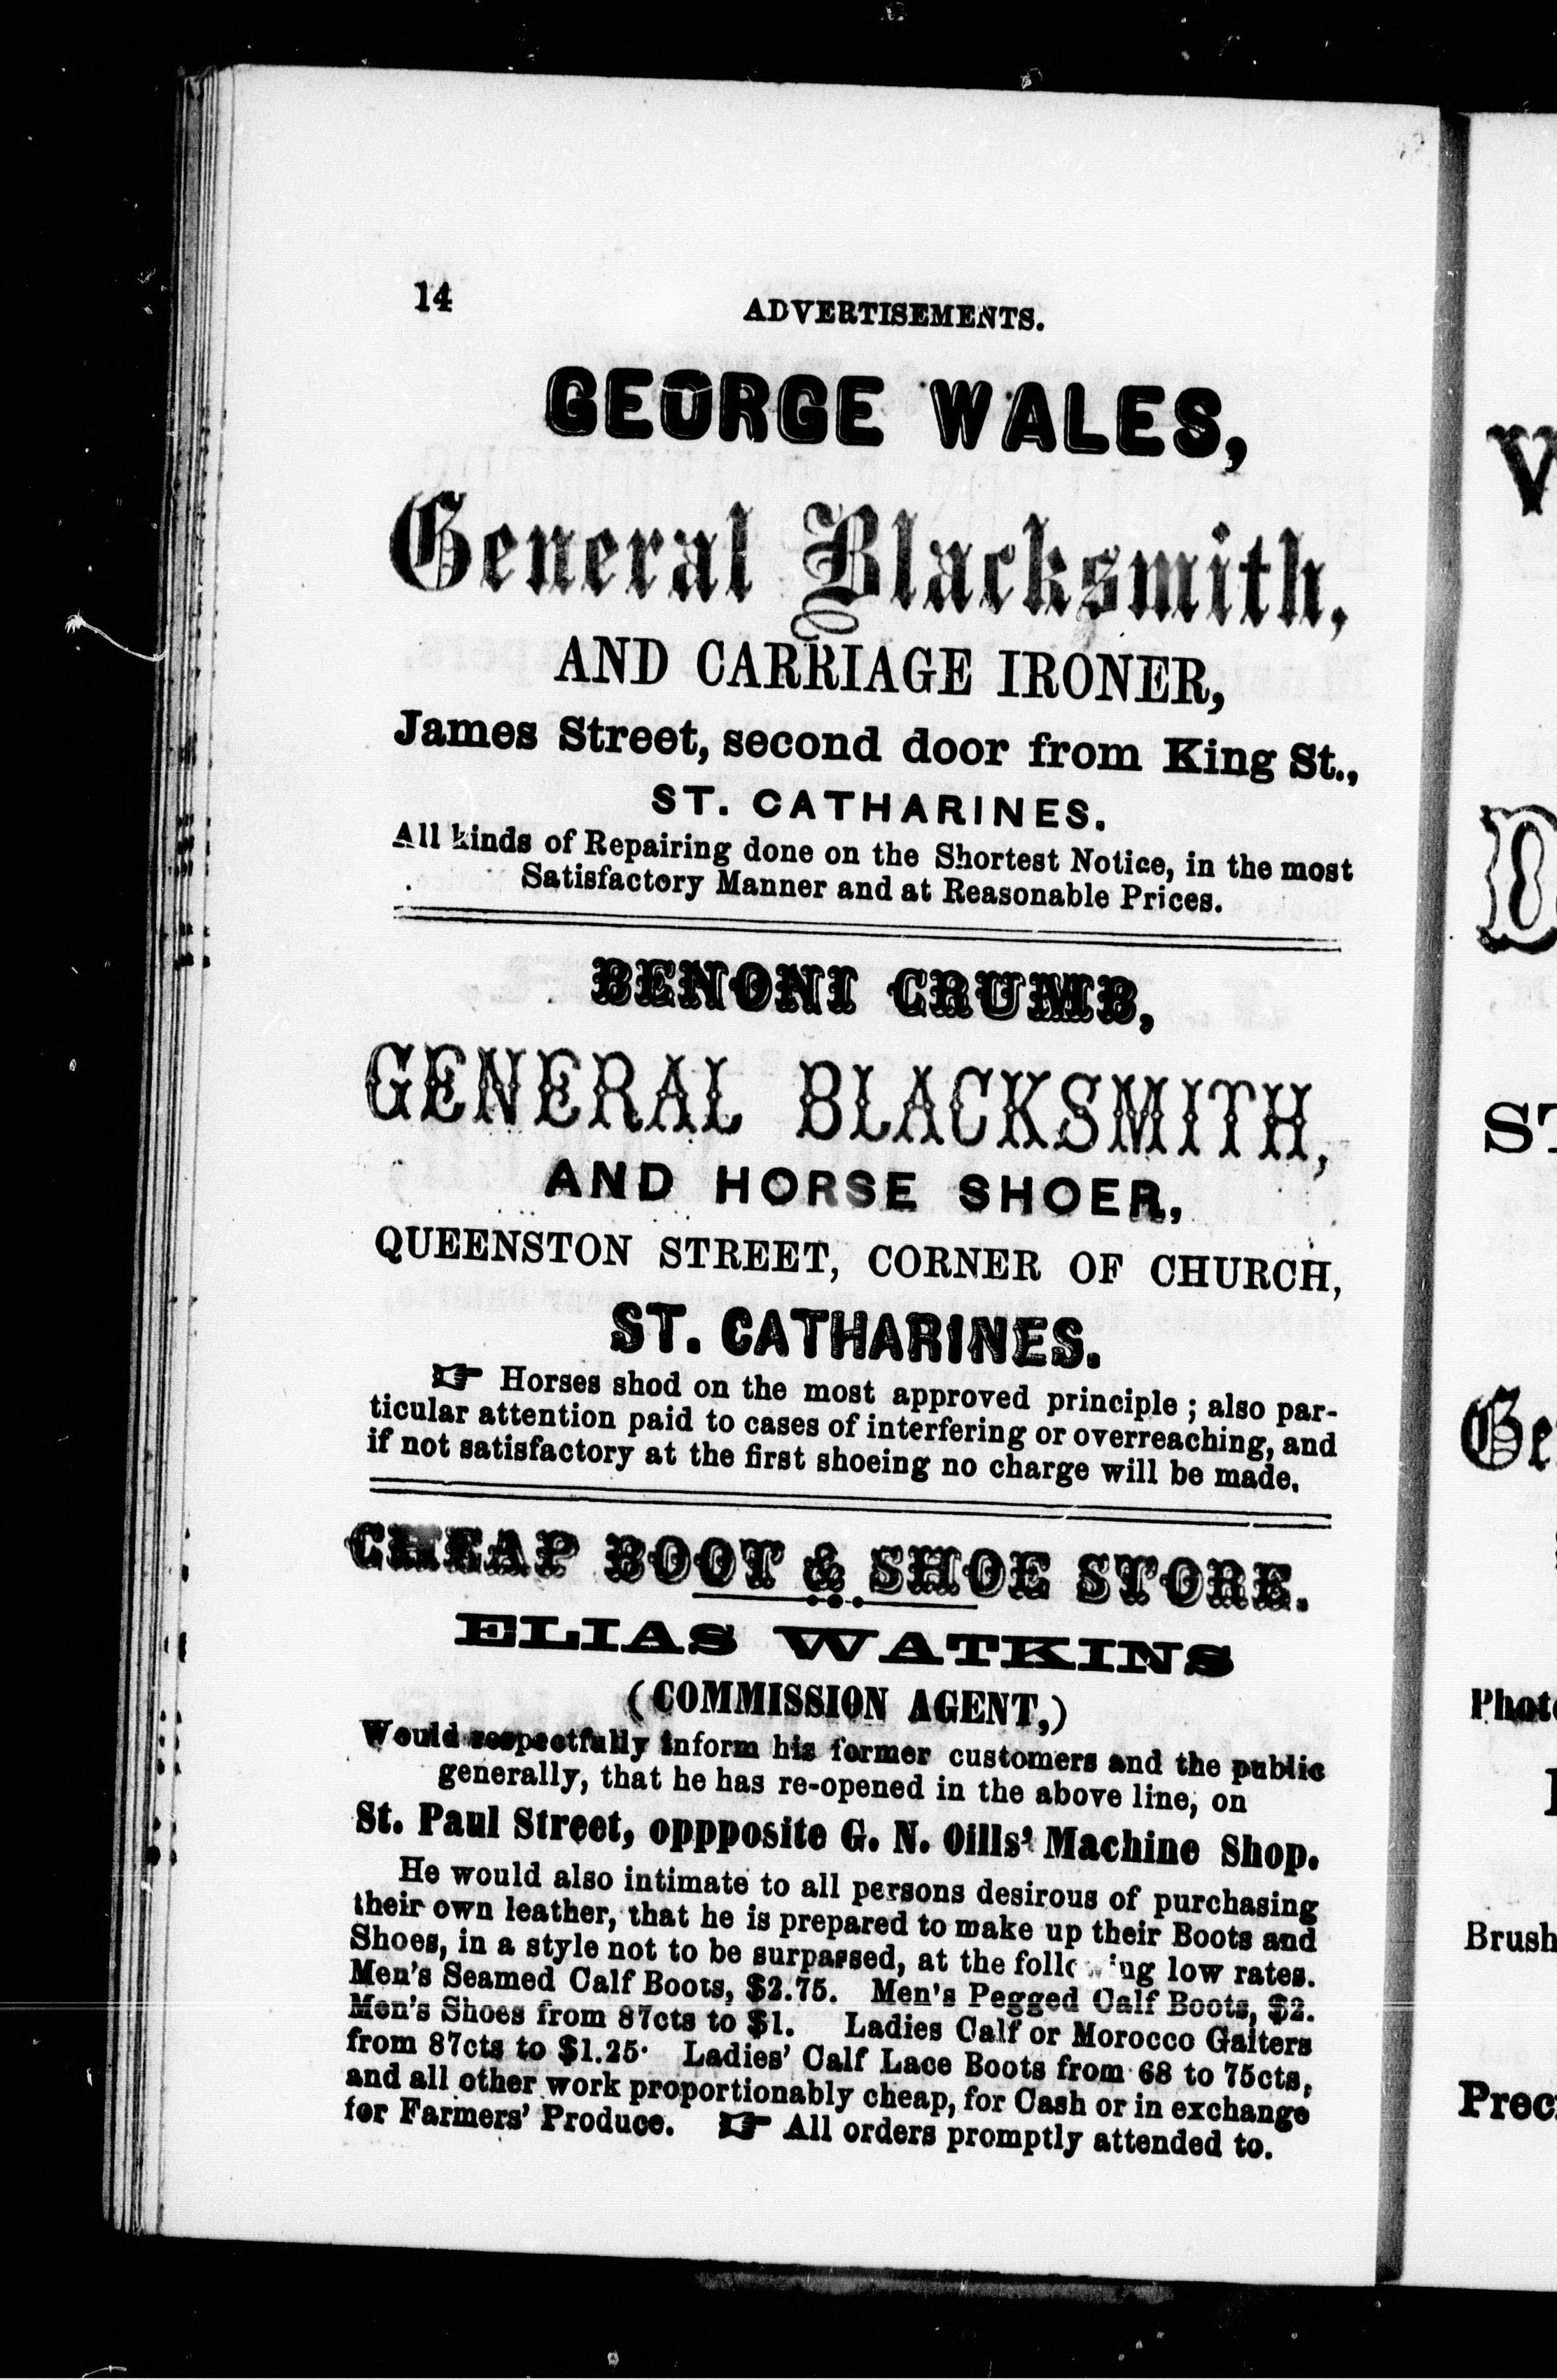 14
ADVERTISEMENTS.
GEORGE WALES,
General Blacksmith,
AND CARRIAGE IRONER,
James Street, second door from King St.,
ST. CATHARINES.
All kinds of Repairing done on the Shortest Notice, in the most
Satisfactory Manner and at Reasonable Prices.
BENONI CRUMB,
GENERAL BLACKSMITH,
AND HORSE SHOER,
QUEENSTON STREET, CORNER OF CHURCH,
ST. CATHARINES.
☞ Horses shod on the most approved principle ; also par-
ticular attention paid to cases of interfering or overreaching, and
if not satisfactory at the first shoeing no charge will be made.
CHEAP BOOT & SHOE STORE.
ELIAS WATKINS
(COMMISSION AGENT,)
Would respectfully inform his former customers and the public
generally, that he has re-opened in the above line, on
St. Paul Street, oppposite G. N. Oills' Machine Shop.
He would also intimate to all persons desirous of purchasing
their own leather, that he is prepared to make up their Boots and
Shoes, in a style not to be surpassed, at the following low rates.
Men's Seamed Calf Boots, $2.75. Men's Pegged Calf Boots, $2.
Men's Shoes from 87cts to $1. Ladies Calf or Morocco Gaiters
from 87cts to $1.25· Ladies' Calf Lace Boots from 68 to 75cts,
and all other work proportionably cheap, for Cash or in exchange
for Farmers' Produce. ☞ All orders promptly attended to.
V
D
ST
Ge
Phot
Brush
Prec